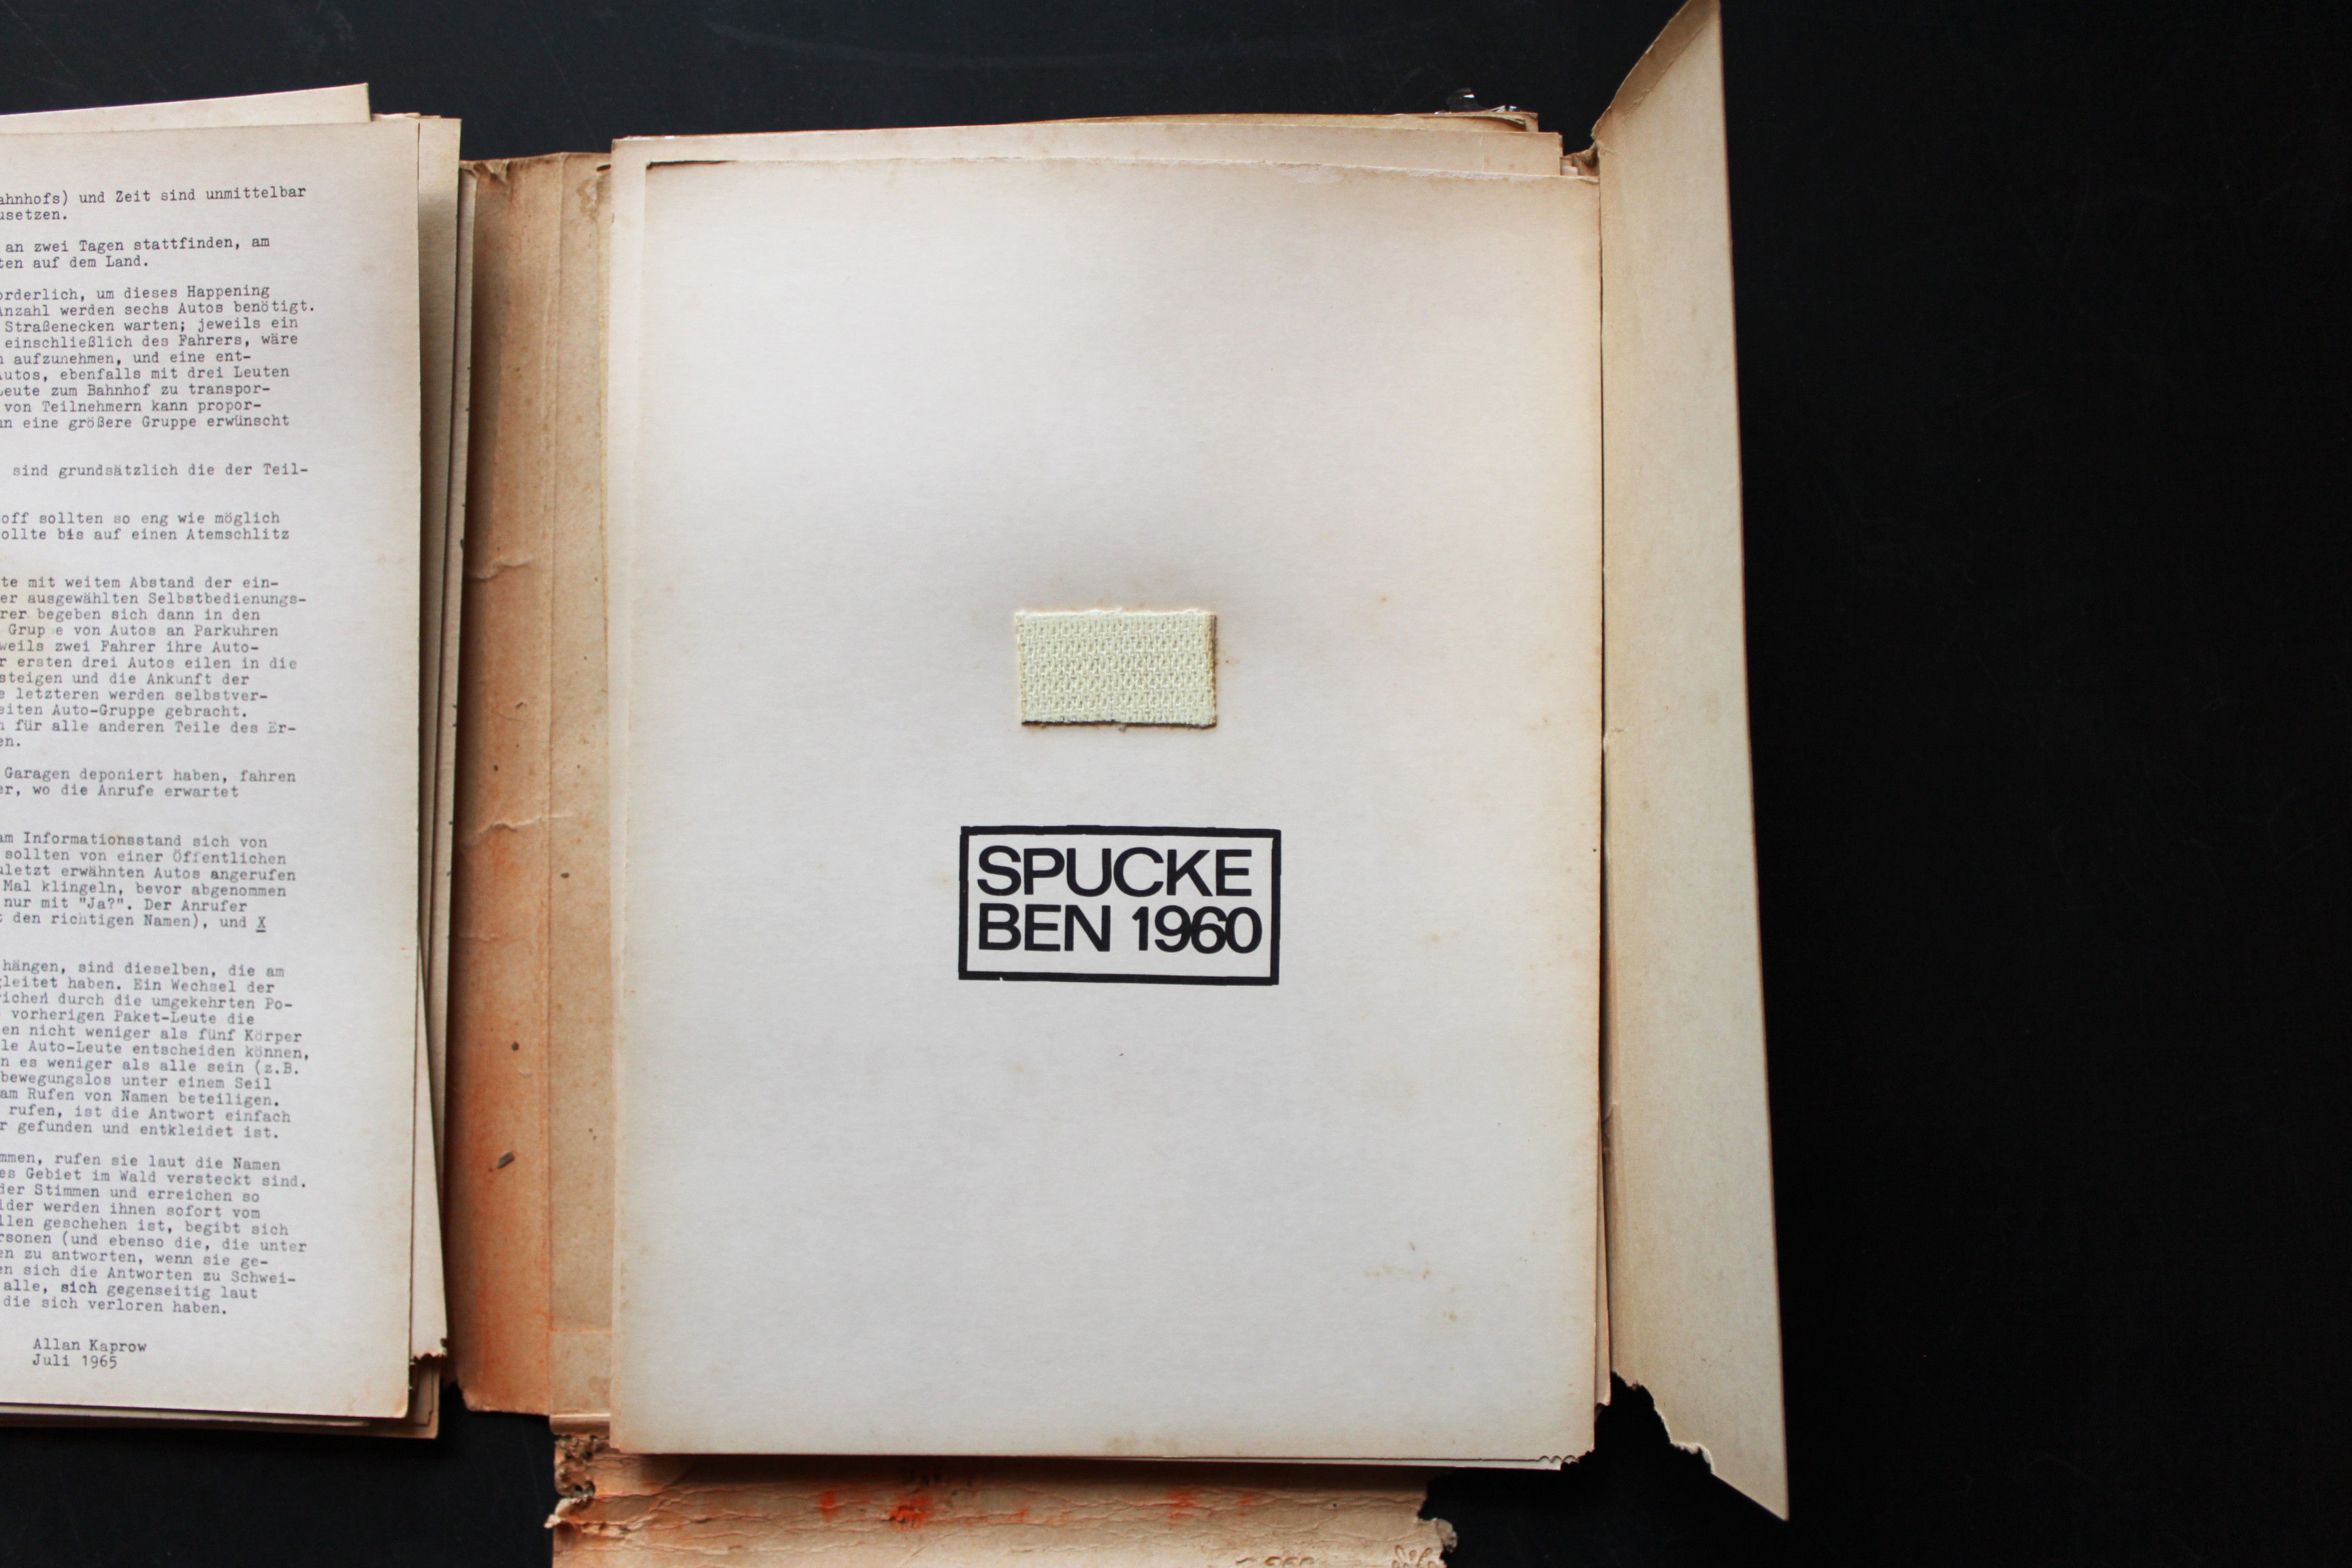 ahnhofs) und Zeit sind unmittelbar
usetzen.
an zwei Tagen stattfinden, am
ten auf dem Land.
orderlich, um dieses Happening
Anzahl werden sechs Autos benötigt.
Straßenecken warten; jeweils ein
einschließlich des Fahrers, wäre
n aufzunehmen, und eine ent-
Autos, ebenfalls mit drei Leuten
Leute zum Bahnhof zu transpor-
von Teilnehmern kann propor-
nn eine größere Gruppe erwünscht
sind grundsätzlich die der Teil-
off sollten so eng wie möglich
ollte bis auf einen Atemschlitz
te mit weitem Abstand der ein-
er ausgewählten Selbstbedienungs-
rer begeben sich dann in den
Grup e von Autos an Parkuhren
weils zwei Fahrer ihre Auto-
r ersten drei Autos eilen in die
steigen und die Ankunft der
e letzteren werden selbstver-
eiten Auto-Gruppe gebracht.
n für alle anderen Teile des Er-
en.
Garagen deponiert haben, fahren
er, wo die Anrufe erwartet
am Informationsstand sich von
sollten von einer Öffentlichen
uletzt erwähnten Autos angerufen
Mal klingeln, bevor abgenommen
nur mit "Ja?". Der Anrufer
t den richtigen Namen), und X
hängen, sind dieselben, die am
gleitet haben. Ein Wechsel der
richen durch die umgekehrten Po-
vorherigen Paket-Leute die
en nicht weniger als fünf Körper
le Auto-Leute entscheiden können,
n es weniger als alle sein (z.B.
bewegungslos unter einem Seil
am Rufen von Namen beteiligen.
rufen, ist die Antwort einfach
r gefunden und entkleidet ist.
mmen, rufen sie laut die Namen
es Gebiet im Wald versteckt sind.
der Stimmen und erreichen so
ider werden ihnen sofort vom
llen geschehen ist, begibt sich
rsonen (und ebenso die, die unter
en zu antworten, wenn sie ge-
en sich die Antworten zu Schwei-
alle, sich gegenseitig laut
die sich verloren haben.
Allan Kaprow
Juli 1965
SPUCKE
BEN 1960